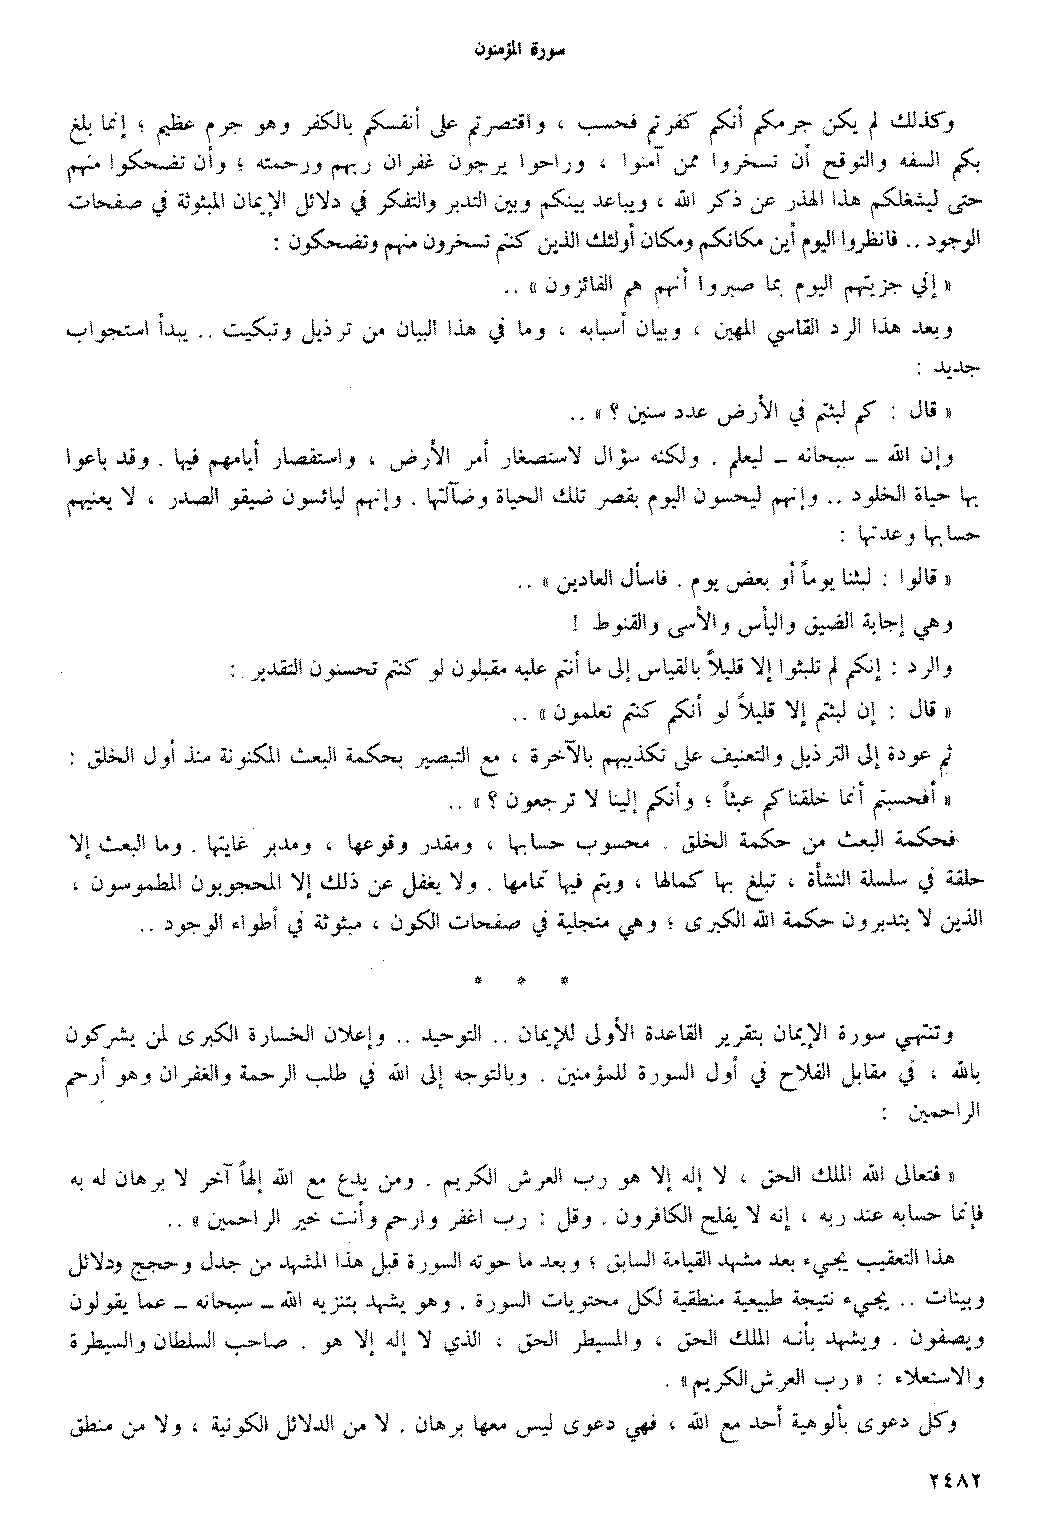 سورة المؤمنون
وكذلك لم يكن جرمكم أنكم كفرتم فحسب ، واقتصرتم على أنفسكم بالكفر وهو جرم عظيم ؛ إنما بلغ
بكم السفه والتوقح أن تسخروا ممن آمنوا ، وراحوا يرجون غفران ربهم ورحمته ؛ وأن تضحكوا منهم
حتى ليشغلكم هذا الهذر عن ذكر الله ، ويباعد بينكم وبين التدبر والتفكر في دلائل الإيمان المبثوثة في صفحات
الوجود .. فانظروا اليوم أين مكانكم ومكان أولئك الذين كنتم تسخرون منهم وتضحكون :
« إني جزيتهم اليوم بما صبروا أنهم هم الفائزون » ..
وبعد هذا الرد القاسي المهين ، وبيان أسبابه ، وما في هذا البيان من ترذيل وتبكيت .. يبدأ استجواب
جديد :
« قال : كم لبثتم في الأرض عدد سنين ؟ » ..
وإن الله – سبحانه – ليعلم . ولكنه سؤال لاستصغار أمر الأرض ، واستقصار أيامهم فيها . وقد باعوا
بها حياة الخلود .. وإنهم ليحسون اليوم بقصر تلك الحياة وضآلتها . وإنهم ليائسون ضيقو الصدر ، لا يعنيهم
حسابها وعدتها :
« قالوا : لبثنا يوماً أو بعض يوم . فاسأل العادين » ..
وهي إجابة الضيق واليأس والأسى والقنوط !
والرد : إنكم لم تلبثوا إلا قليلاً بالقياس إلى ما أنتم عليه مقبلون لو كنتم تحسنون التقدير :
« قال : إن لبثتم إلا قليلاً لو أنكم كنتم تعلمون » ..
ثم عودة إلى الترذيل والتعنيف على تكذيبهم بالآخرة ، مع التبصير بحكمة البعث المكنونة منذ أول الخلق :
« أفحسبتم أنما خلقناكم عبثاً ؛ وأنكم إلينا لا ترجعون ؟ » ..
فحكمة البعث من حكمة الخلق . محسوب حسابها ، ومقدر وقوعها ، ومدبر غايتها . وما البعث إلا
حلقة في سلسلة النشأة ، تبلغ بها كمالها ، ويتم فيها تمامها . ولا يغفل عن ذلك إلا المحجوبون المطموسون ،
الذين لا يتدبرون حكمة الله الكبرى ؛ وهي متجلية في صفحات الكون ، مبثوثة في أطواء الوجود ..
* * *
وتنتهي سورة الإيمان بتقرير القاعدة الأولى للإيمان .. التوحيد .. وإعلان الخسارة الكبرى لمن يشركون
بالله ، في مقابل الفلاح في أول السورة للمؤمنين . وبالتوجه إلى الله في طلب الرحمة والغفران وهو أرحم
الراحمين :
« فتعالى الله الملك الحق ، لا إله إلا هو رب العرش الكريم . ومن يدع مع الله إلهاً آخر لا برهان له به
فإنما حسابه عند ربه ، إنه لا يفلح الكافرون . وقل : رب اغفر وارحم وأنت خير الراحمين » ..
هذا التعقيب يجيء بعد مشهد القيامة السابق ؛ وبعد ما حوته السورة قبل هذا المشهد من جدل وحجج ودلائل
وبينات .. يجيء نتيجة طبيعية منطقية لكل محتويات السورة . وهو يشهد بتنزيه الله – سبحانه – عما يقولون
ويصفون . ويشهد بأنه الملك الحق ، والمسيطر الحق ، الذي لا إله إلا هو . صاحب السلطان والسيطرة
والاستعلاء : « رب العرش الكريم » .
وكل دعوى بألوهية أحد مع الله ، فهي دعوى ليس معها برهان . لا من الدلائل الكونية ، ولا من منطق
٢٤٨٢